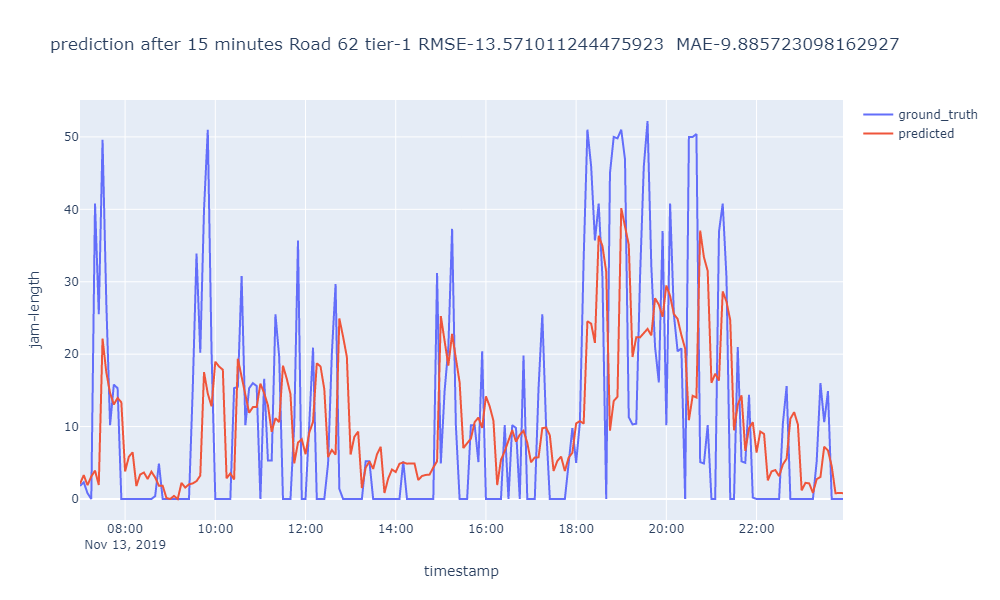 prediction after 15 minutes Road 62 tier-1 RMSE-13.571011244475923  MAE-9.885723098162927
ground_truth
predicted
jam-length
50
40
30
20
10
0
08:00 10:00 12:00 14:00 16:00 18:00 20:00 22:00
Nov 13, 2019
timestamp